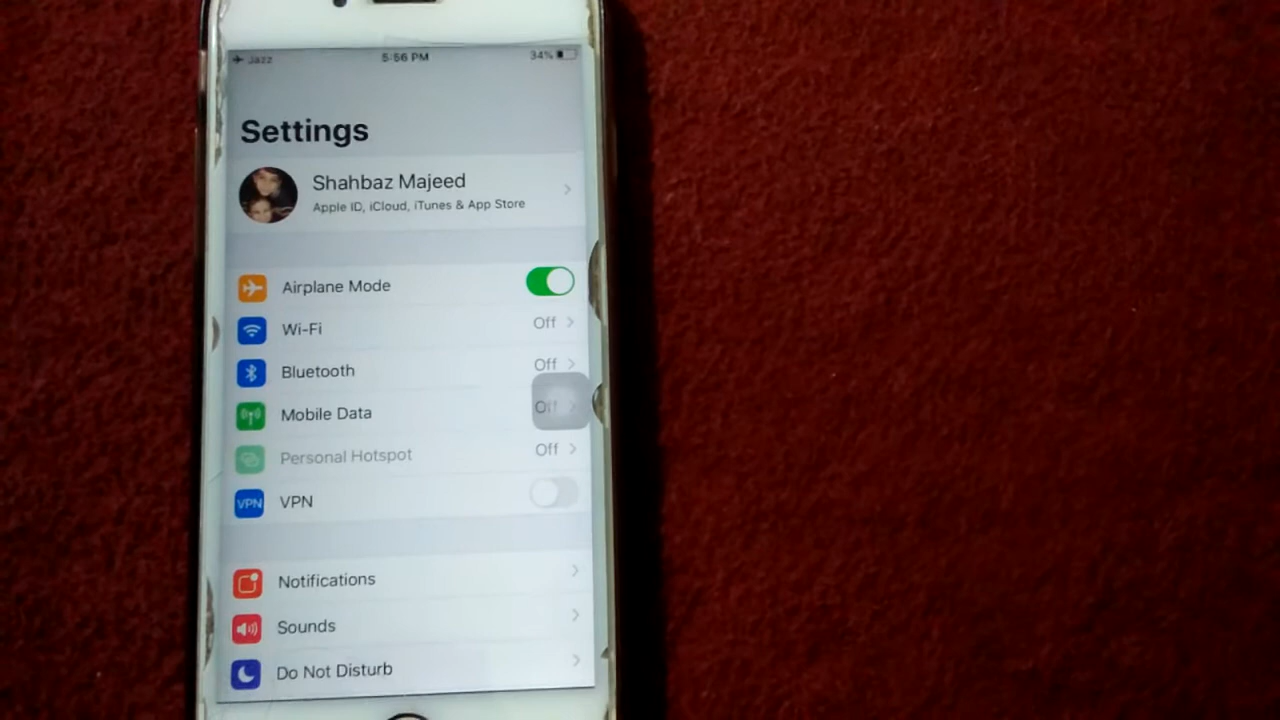 Jazz 5:56 PM 34%
Settings
Shahbaz Majeed
Apple ID, iCloud, iTunes & App Store
Airplane Mode
Wi-Fi Off
Bluetooth Off
Mobile Data Off
Personal Hotspot Off
VPN VPN
Notifications
Sounds
Do Not Disturb